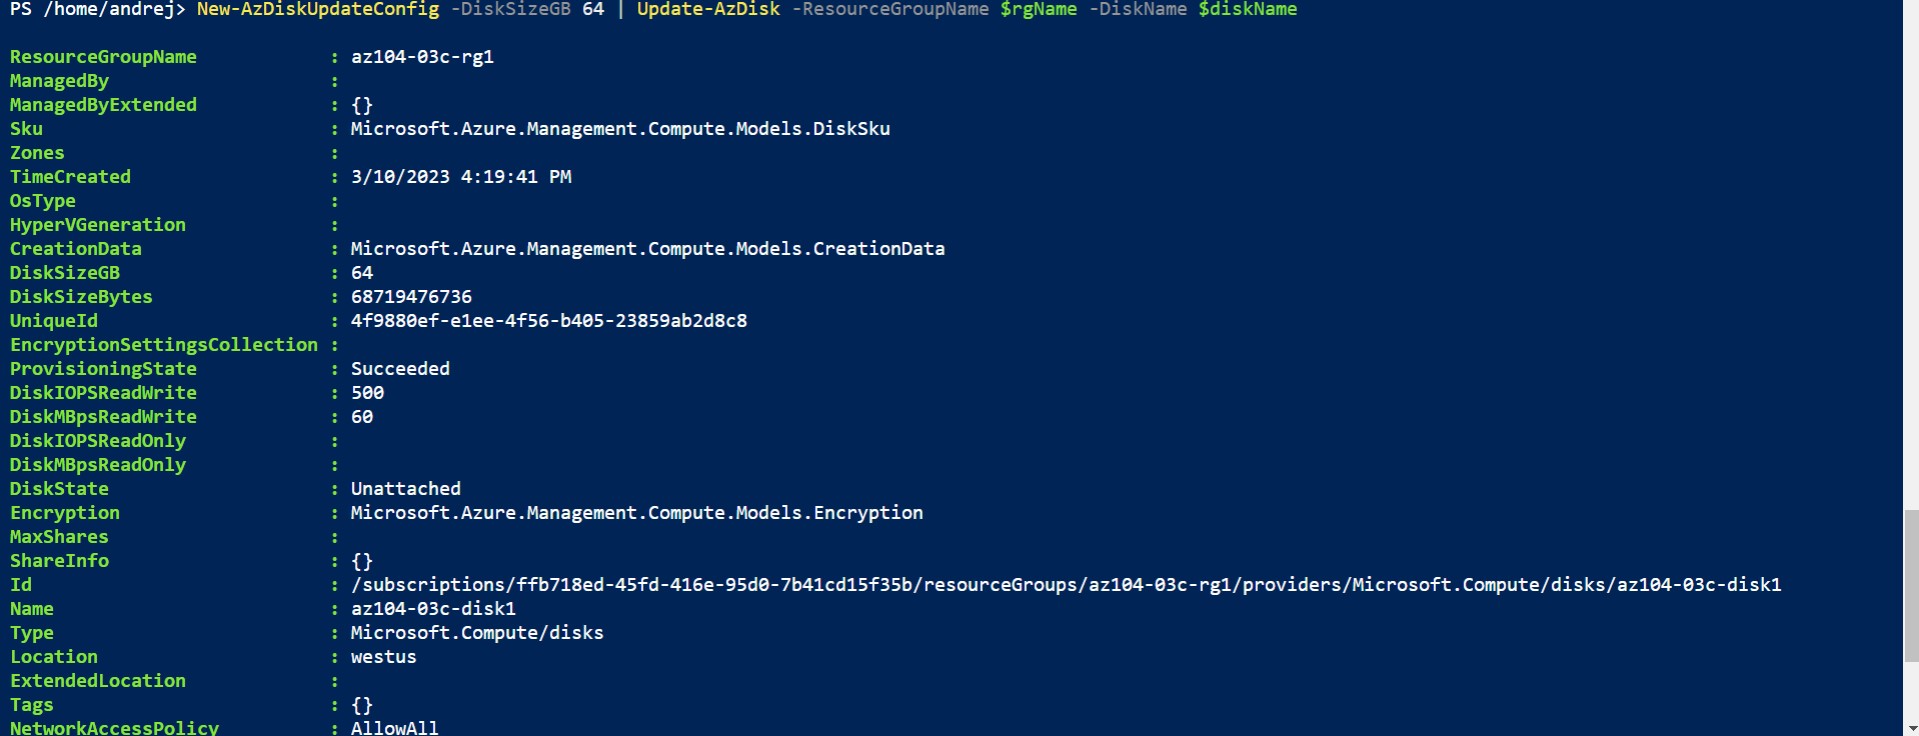 PS /home/andrej> New-AzDiskUpdateConfig -DiskSizeGB 64 | Update-AzDisk -ResourceGroupName $rgName -DiskName $diskName
ResourceGroupName : az104-03c-rg1
ManagedBy :
ManagedByExtended : {}
Sku : Microsoft.Azure.Management.Compute.Models.DiskSku
Zones :
TimeCreated : 3/10/2023 4:19:41 PM
OsType :
HyperVGeneration :
CreationData : Microsoft.Azure.Management.Compute.Models.CreationData
DiskSizeGB : 64
DiskSizeBytes : 68719476736
UniqueId : 4f9880ef-e1ee-4f56-b405-23859ab2d8c8
EncryptionSettingsCollection :
ProvisioningState : Succeeded
DiskIOPSReadWrite : 500
DiskMBpsReadWrite : 60
DiskIOPSReadOnly :
DiskMBpsReadOnly :
DiskState : Unattached
Encryption : Microsoft.Azure.Management.Compute.Models.Encryption
MaxShares :
ShareInfo : {}
Id : /subscriptions/ffb718ed-45fd-416e-95d0-7b41cd15f35b/resourceGroups/az104-03c-rg1/providers/Microsoft.Compute/disks/az104-03c-disk1
Name : az104-03c-disk1
Type : Microsoft.Compute/disks
Location : westus
ExtendedLocation :
Tags : {}
NetworkAccessPolicy : AllowAll